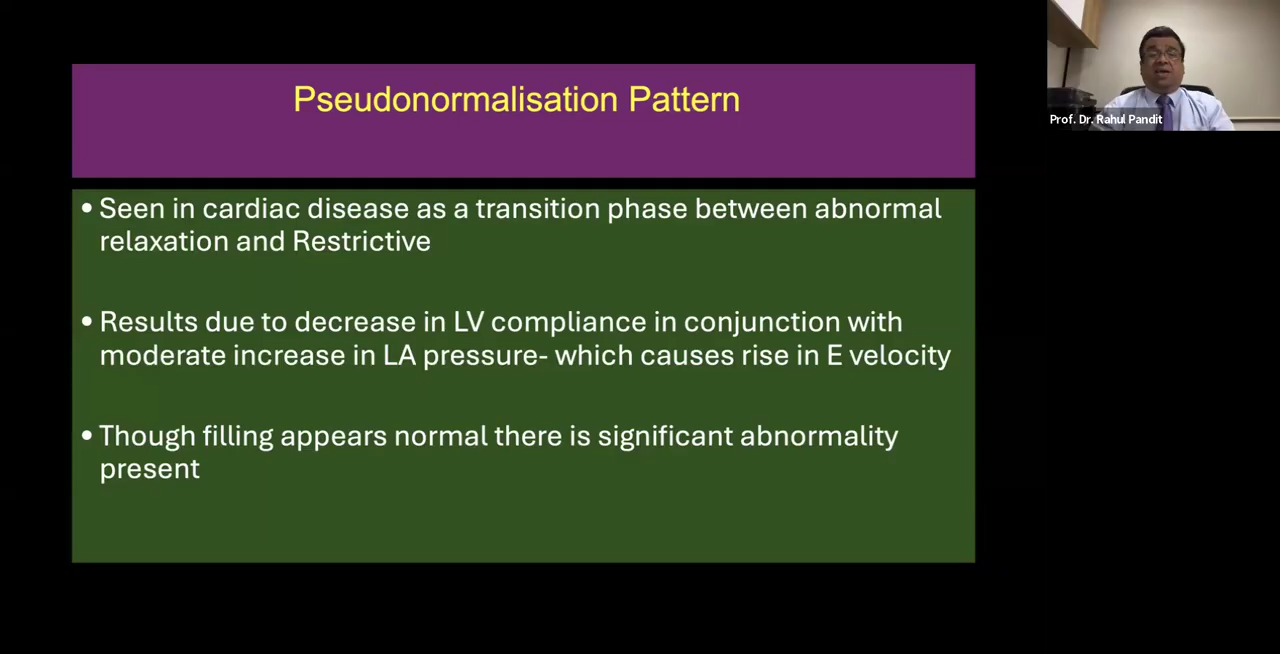 Pseudonormalisation Pattern
• Seen in cardiac disease as a transition phase between abnormal
relaxation and Restrictive
• Results due to decrease in LV compliance in conjunction with
moderate increase in LA pressure- which causes rise in E velocity
• Though filling appears normal there is significant abnormality
present
Prof. Dr. Rahul Pandit